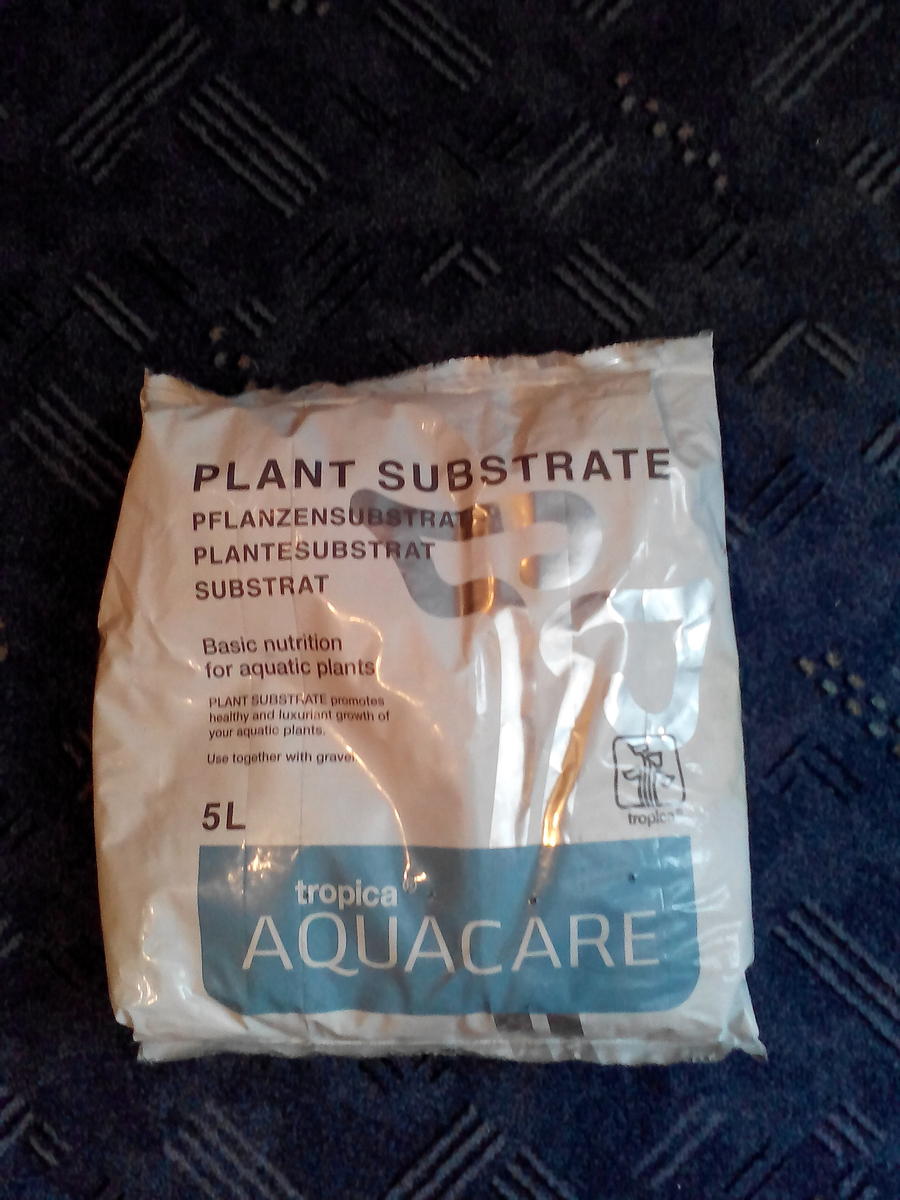 PLANT SUBSTRATE
PFLANZENSUBSTRAT
PLANTESUBSTRAT
SUBSTRAT
Basic nutrition
for aquatic plants
PLANT SUBSTRATE promotes
healthy and luxuriant growth of
your aquatic plants.
Use together with gravel
5L
tropica®
tropica®
AQUACARE